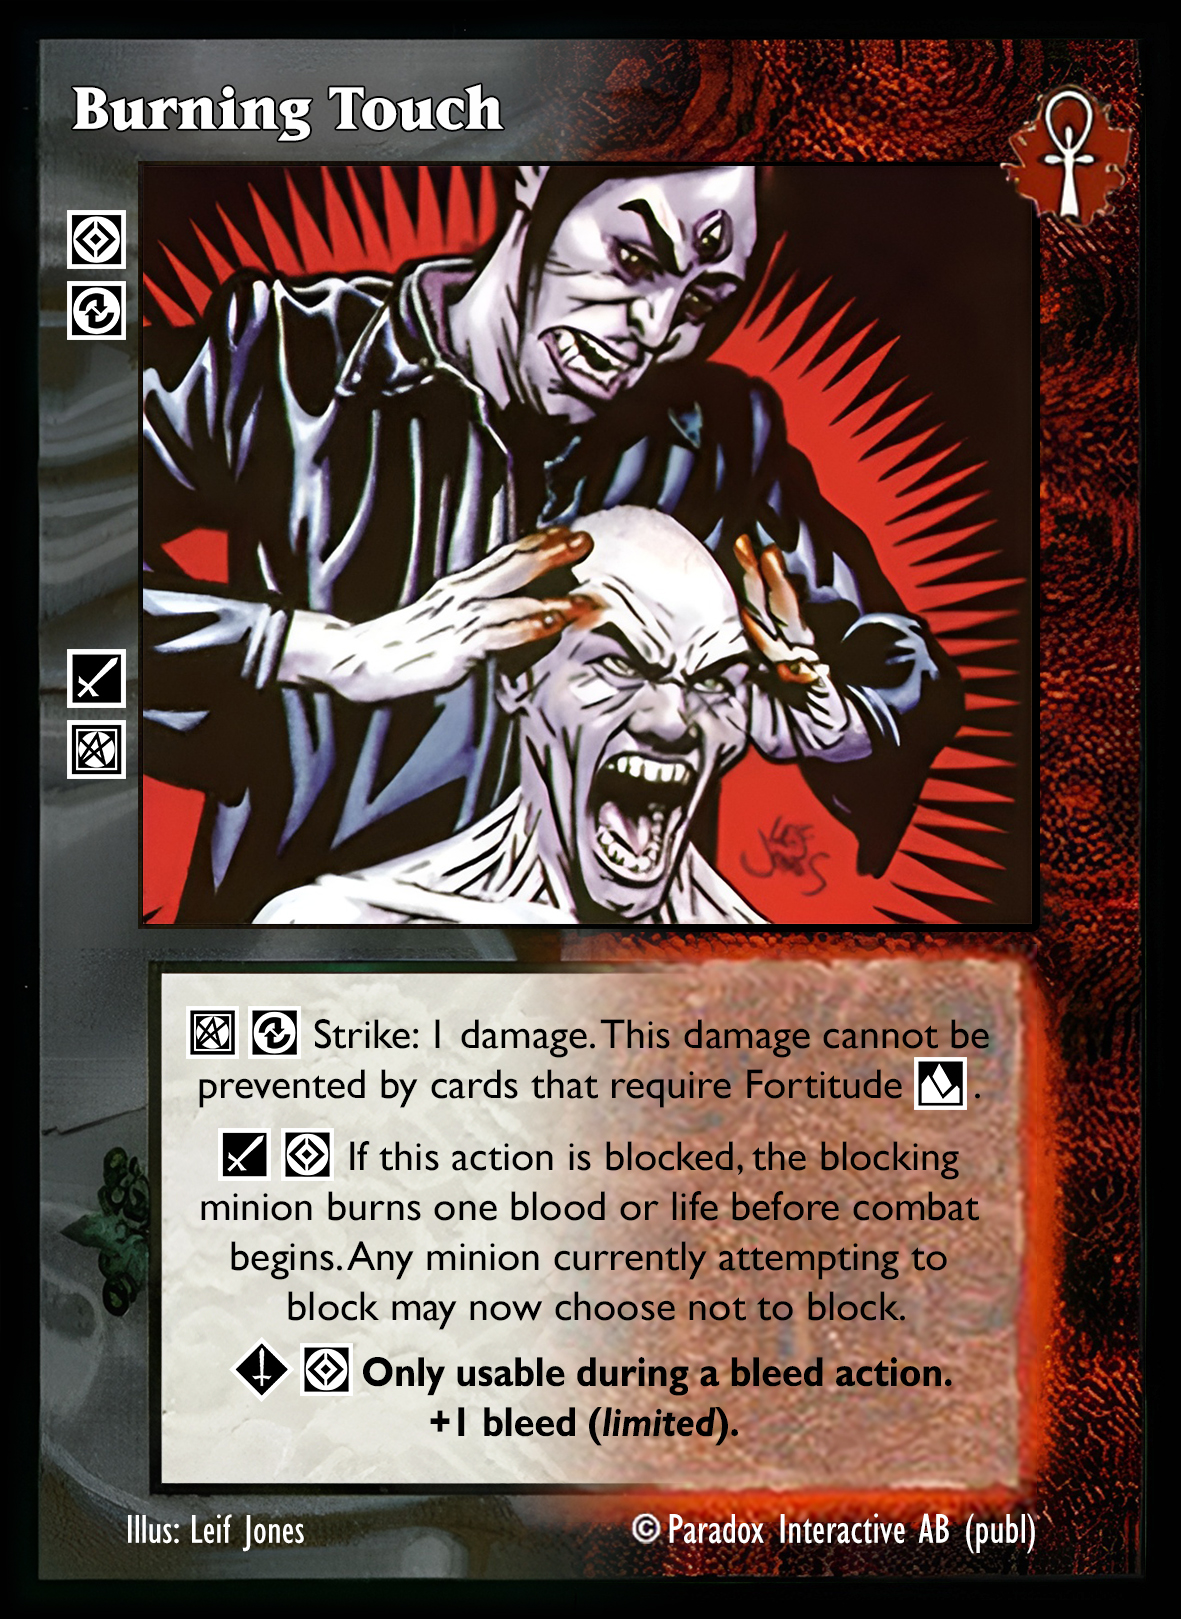 Burning Touch
LEIF
JONES
Strike: 1 damage. This damage cannot be
prevented by cards that require Fortitude .
If this action is blocked, the blocking
minion burns one blood or life before combat
begins. Any minion currently attempting to
block may now choose not to block.
Only usable during a bleed action.
+1 bleed (limited).
Illus: Leif Jones
© Paradox Interactive AB (publ)